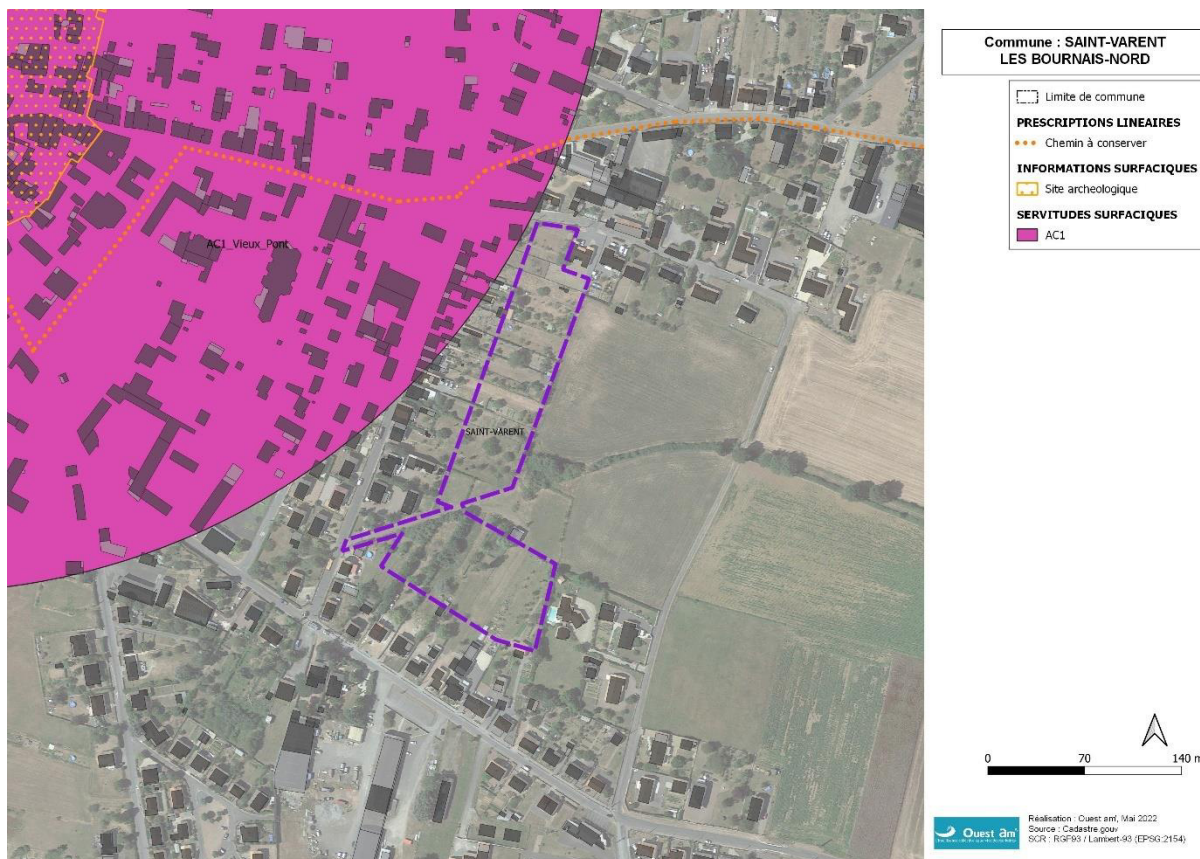 Commune : SAINT-VARENT
LES BOURNAIS-NORD
Limite de commune
PRESCRIPTIONS LINEAIRES
Chemin à conserver
INFORMATIONS SURFACIQUES
Site archeologique
SERVITUDES SURFACIQUES
AC1
AC1_Vieux_Pont
SAINT-VARENT
0 70 140 m
Ouest am'
Réalisation : Ouest am', Mai 2022
Source : Cadastre.gouv
SCR : RGF93 / Lambert-93 (EPSG:2154)